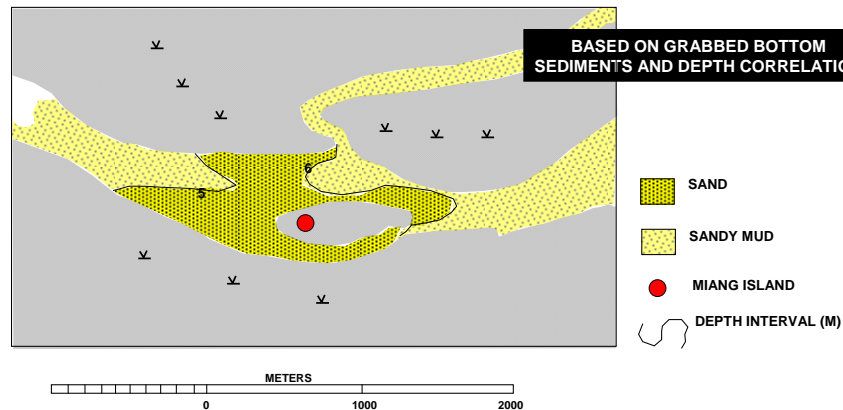 BASED ON GRABBED BOTTOM
SEDIMENTS AND DEPTH CORRELATIO
6
5
SAND
SANDY MUD
MIANG ISLAND
DEPTH INTERVAL (M)
METERS
0 1000 2000